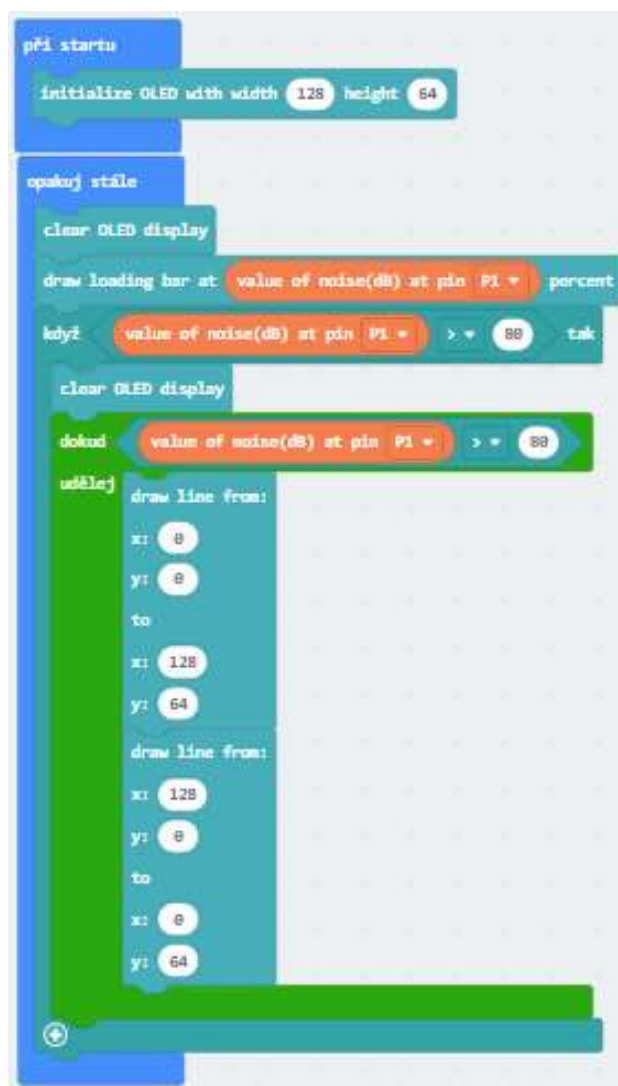 při startu
initialize OLED with width 128 height 64
opakuj stále
clear OLED display
draw loading bar at value of noise(dB) at pin P1 percent
když value of noise(dB) at pin P1 > 80 tak
clear OLED display
dokud value of noise(dB) at pin P1 > 80
udělej
draw line from:
x: 0
y: 0
to
x: 128
y: 64
draw line from:
x: 128
y: 0
to
x: 0
y: 64